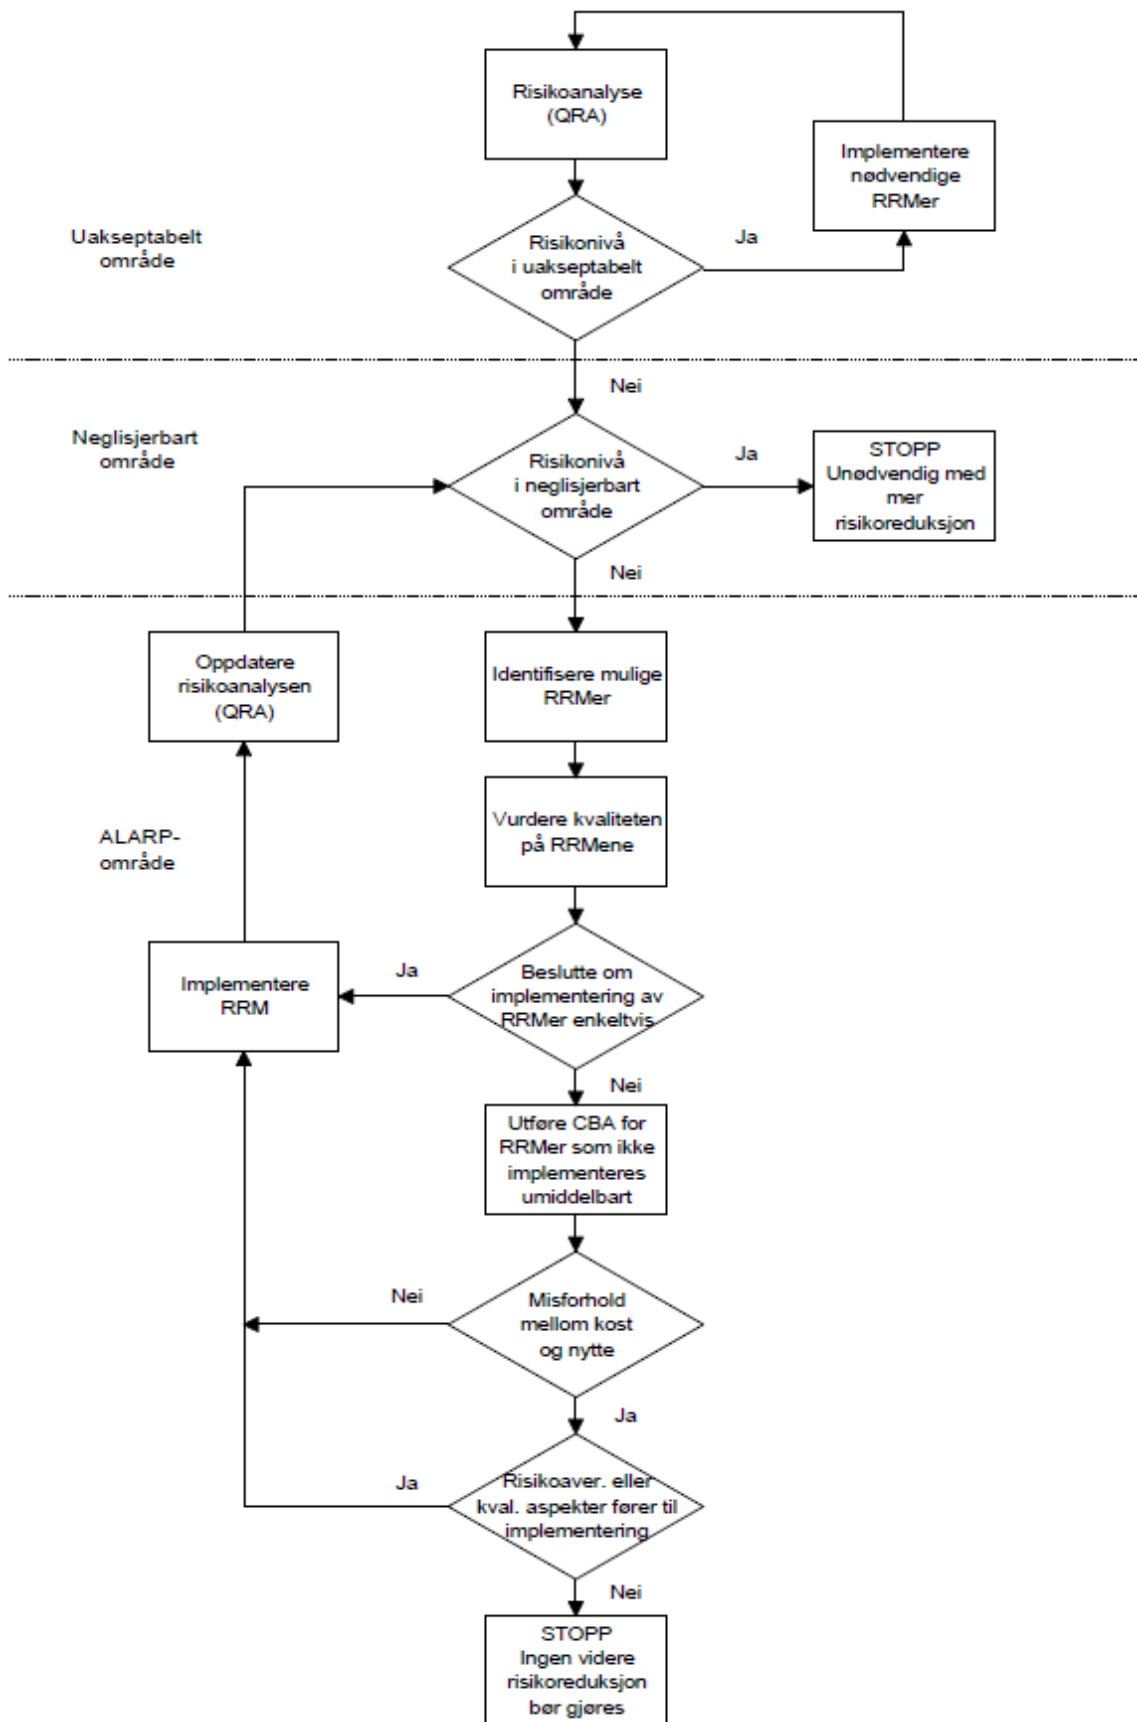 Risikoanalyse
(QRA)
Implementere
nødvendige
RRMer
Uakseptabelt
område
Risikonivå
i uakseptabelt
område
Ja
Nei
Neglisjerbart
område
Risikonivå
i neglisjerbart
område
Ja
STOPP
Unødvendig med
mer
risikoreduksjon
Nei
Oppdatere
risikoanalysen
(QRA)
Identifisere mulige
RRMer
Vurdere kvaliteten
på RRMene
ALARP-
område
Implementere
RRM
Ja
Beslutte om
implementering av
RRMer enkeltvis
Nei
Utføre CBA for
RRMer som ikke
implementeres
umiddelbart
Nei
Misforhold
mellom kost
og nytte
Ja
Ja
Risikoaver. eller
kval. aspekter fører til
implementering
Nei
STOPP
Ingen videre
risikoreduksjon
bør gjøres